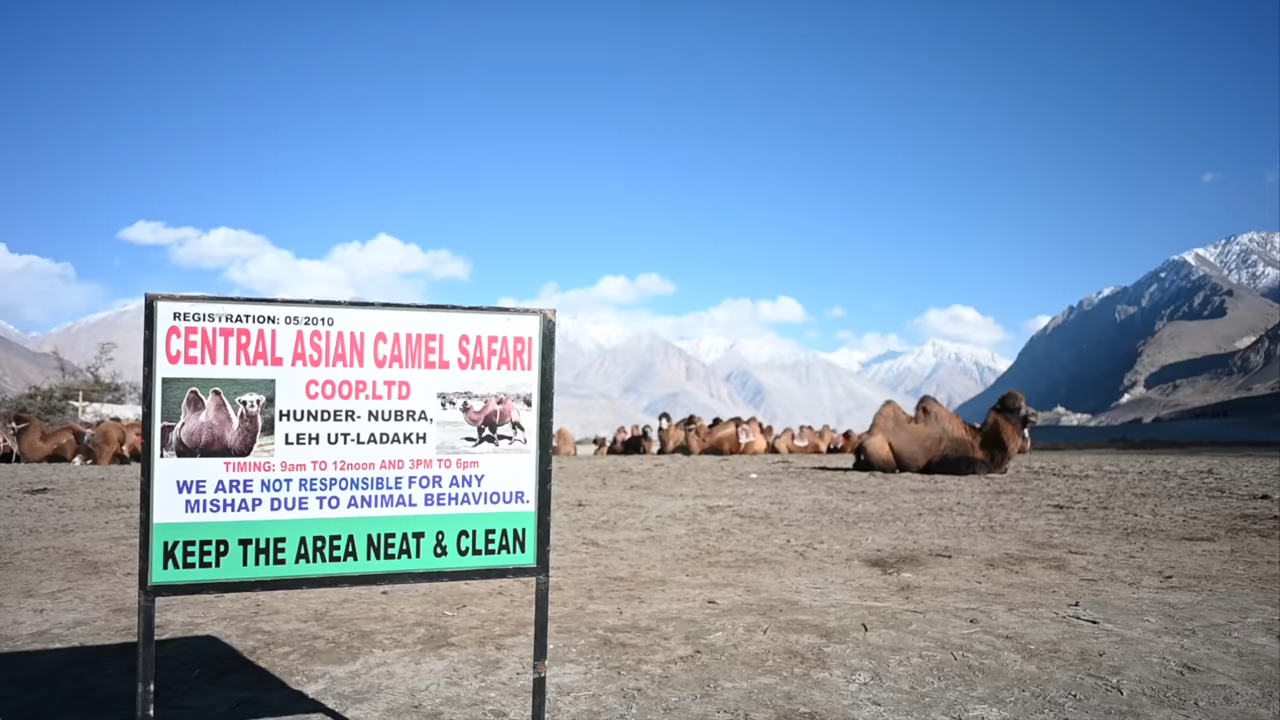 REGISTRATION: 05/2010
CENTRAL ASIAN CAMEL SAFARI
COOP.LTD
HUNDER- NUBRA,
LEH UT-LADAKH
TIMING: 9am TO 12noon AND 3PM TO 6pm
WE ARE NOT RESPONSIBLE FOR ANY
MISHAP DUE TO ANIMAL BEHAVIOUR.
KEEP THE AREA NEAT & CLEAN